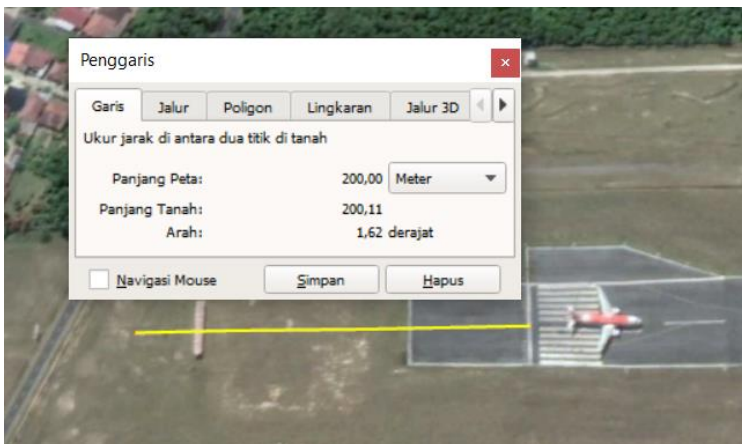 Penggaris
Garis Jalur Poligon Lingkaran Jalur 3D
Ukur jarak di antara dua titik di tanah
Panjang Peta: 200,00 Meter
Panjang Tanah: 200,11
Arah: 1,62 derajat
Navigasi Mouse Simpan Hapus